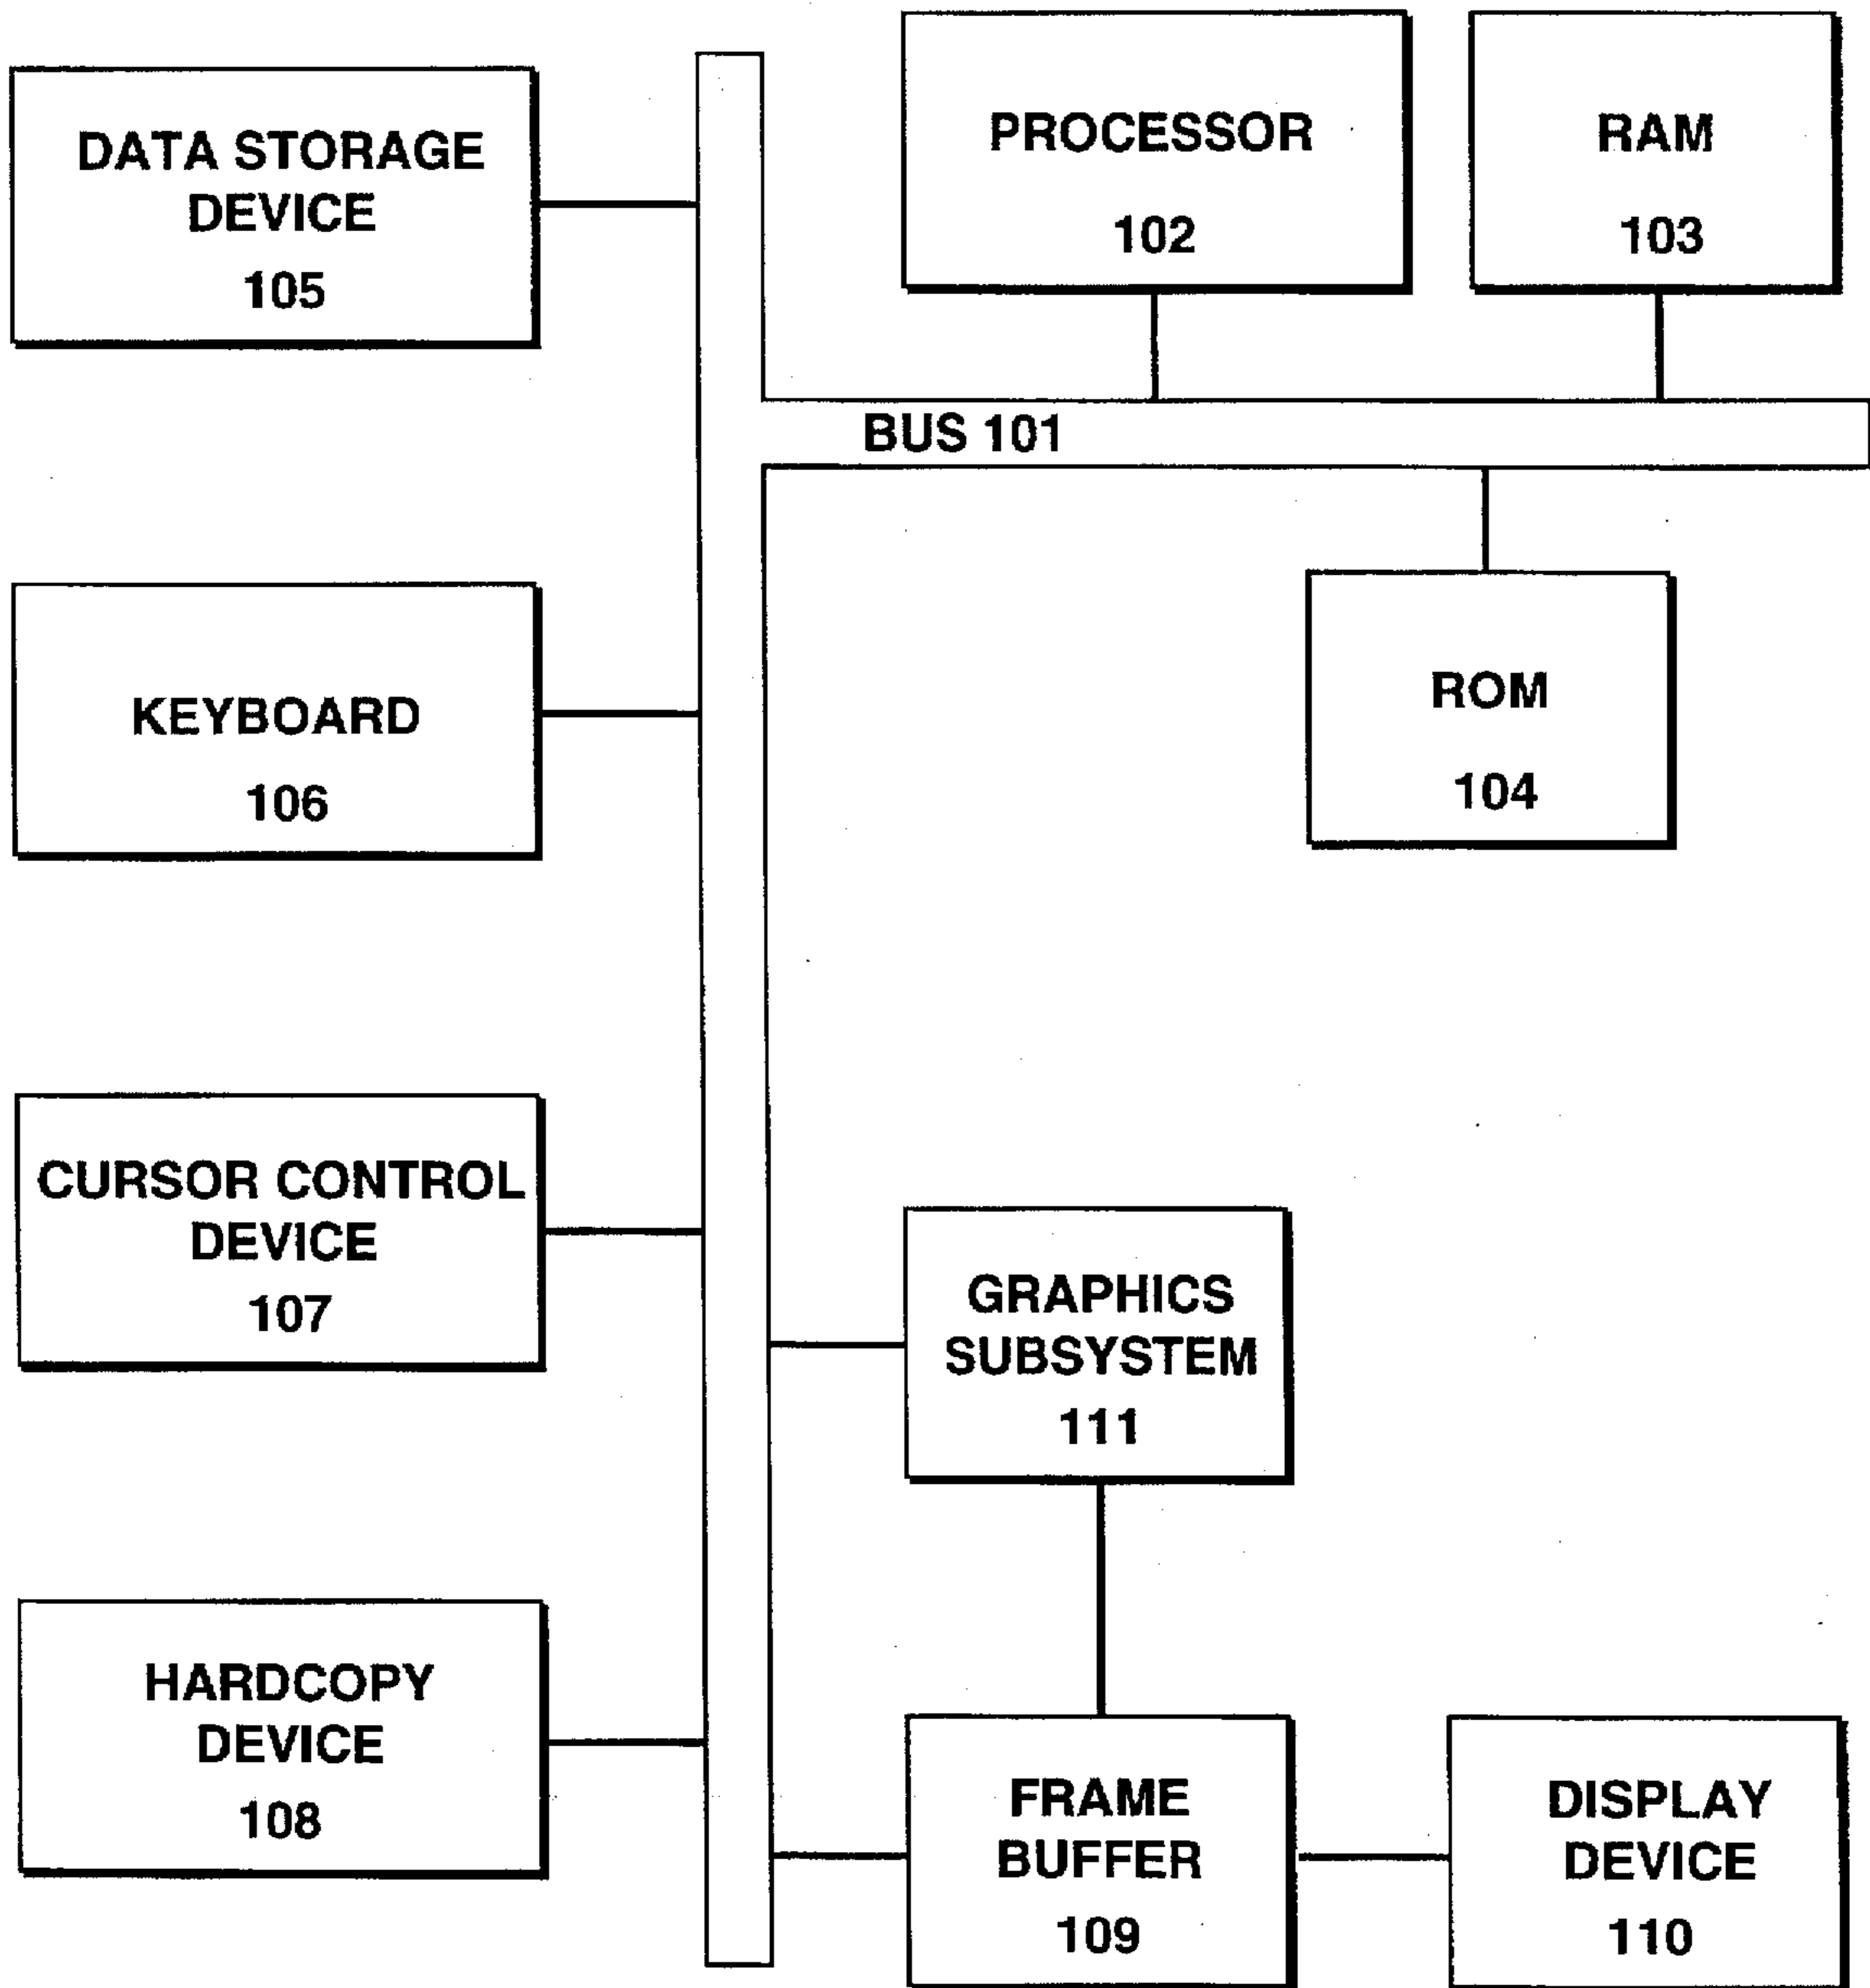 DATA STORAGE
DEVICE
105
PROCESSOR
102
RAM
103
BUS 101
KEYBOARD
106
ROM
104
CURSOR CONTROL
DEVICE
107
GRAPHICS
SUBSYSTEM
111
HARDCOPY
DEVICE
108
FRAME
BUFFER
109
DISPLAY
DEVICE
110